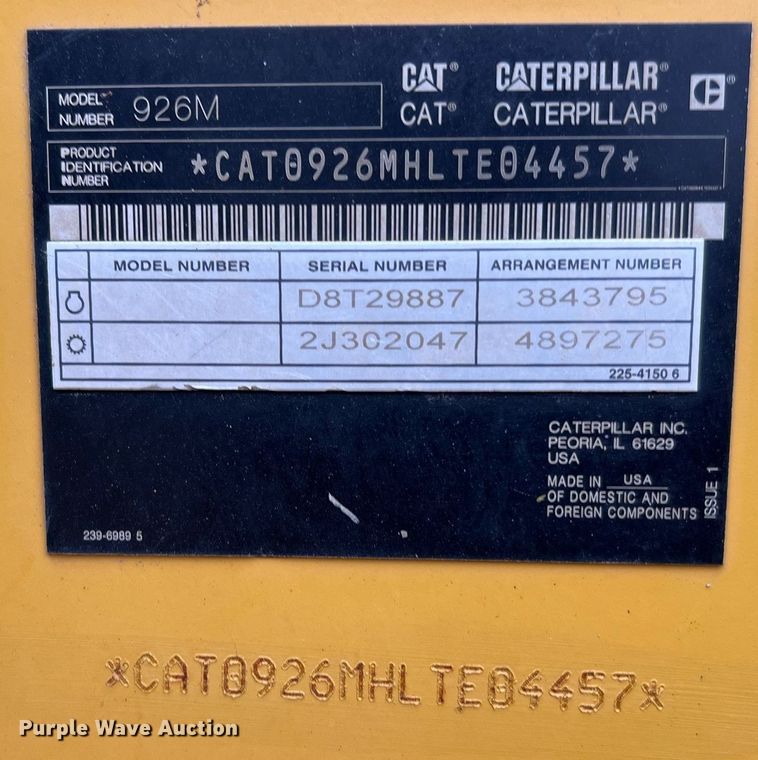 CAT® CATERPILLAR®
CAT® CATERPILLAR®
MODEL NUMBER 926M
PRODUCT IDENTIFICATION NUMBER *CAT0926MHLTE04457*
MODEL NUMBER SERIAL NUMBER ARRANGEMENT NUMBER
D8T29887 3843795
2J302047 4897275
225-4150 6
CATERPILLAR INC.
PEORIA, IL 61629
USA
MADE IN USA
OF DOMESTIC AND
FOREIGN COMPONENTS
ISSUE 1
239-6989 5
*CAT0926MHLTE04457*
Purple Wave Auction